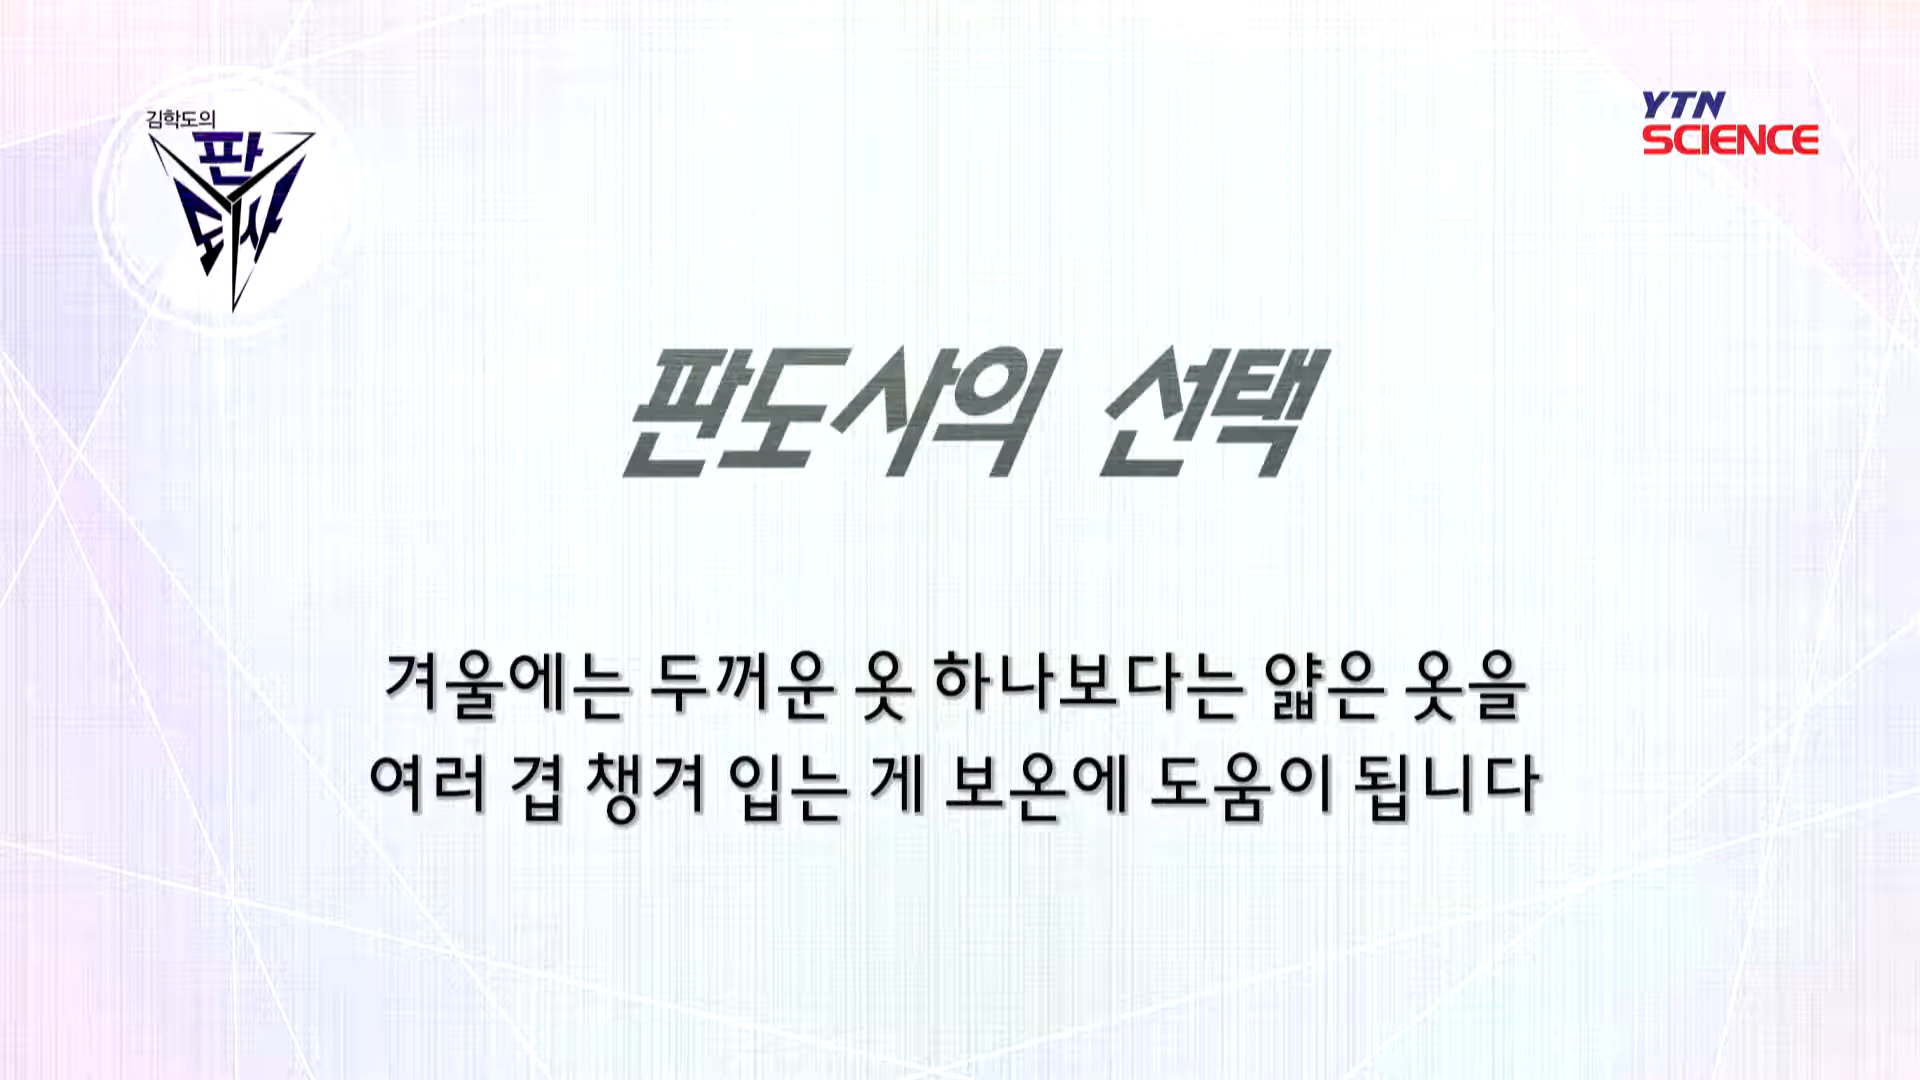 김학도의
판도사
YTN
SCIENCE
판도사의 선택
겨울에는 두꺼운 옷 하나보다는 얇은 옷을
여러 겹 챙겨 입는 게 보온에 도움이 됩니다